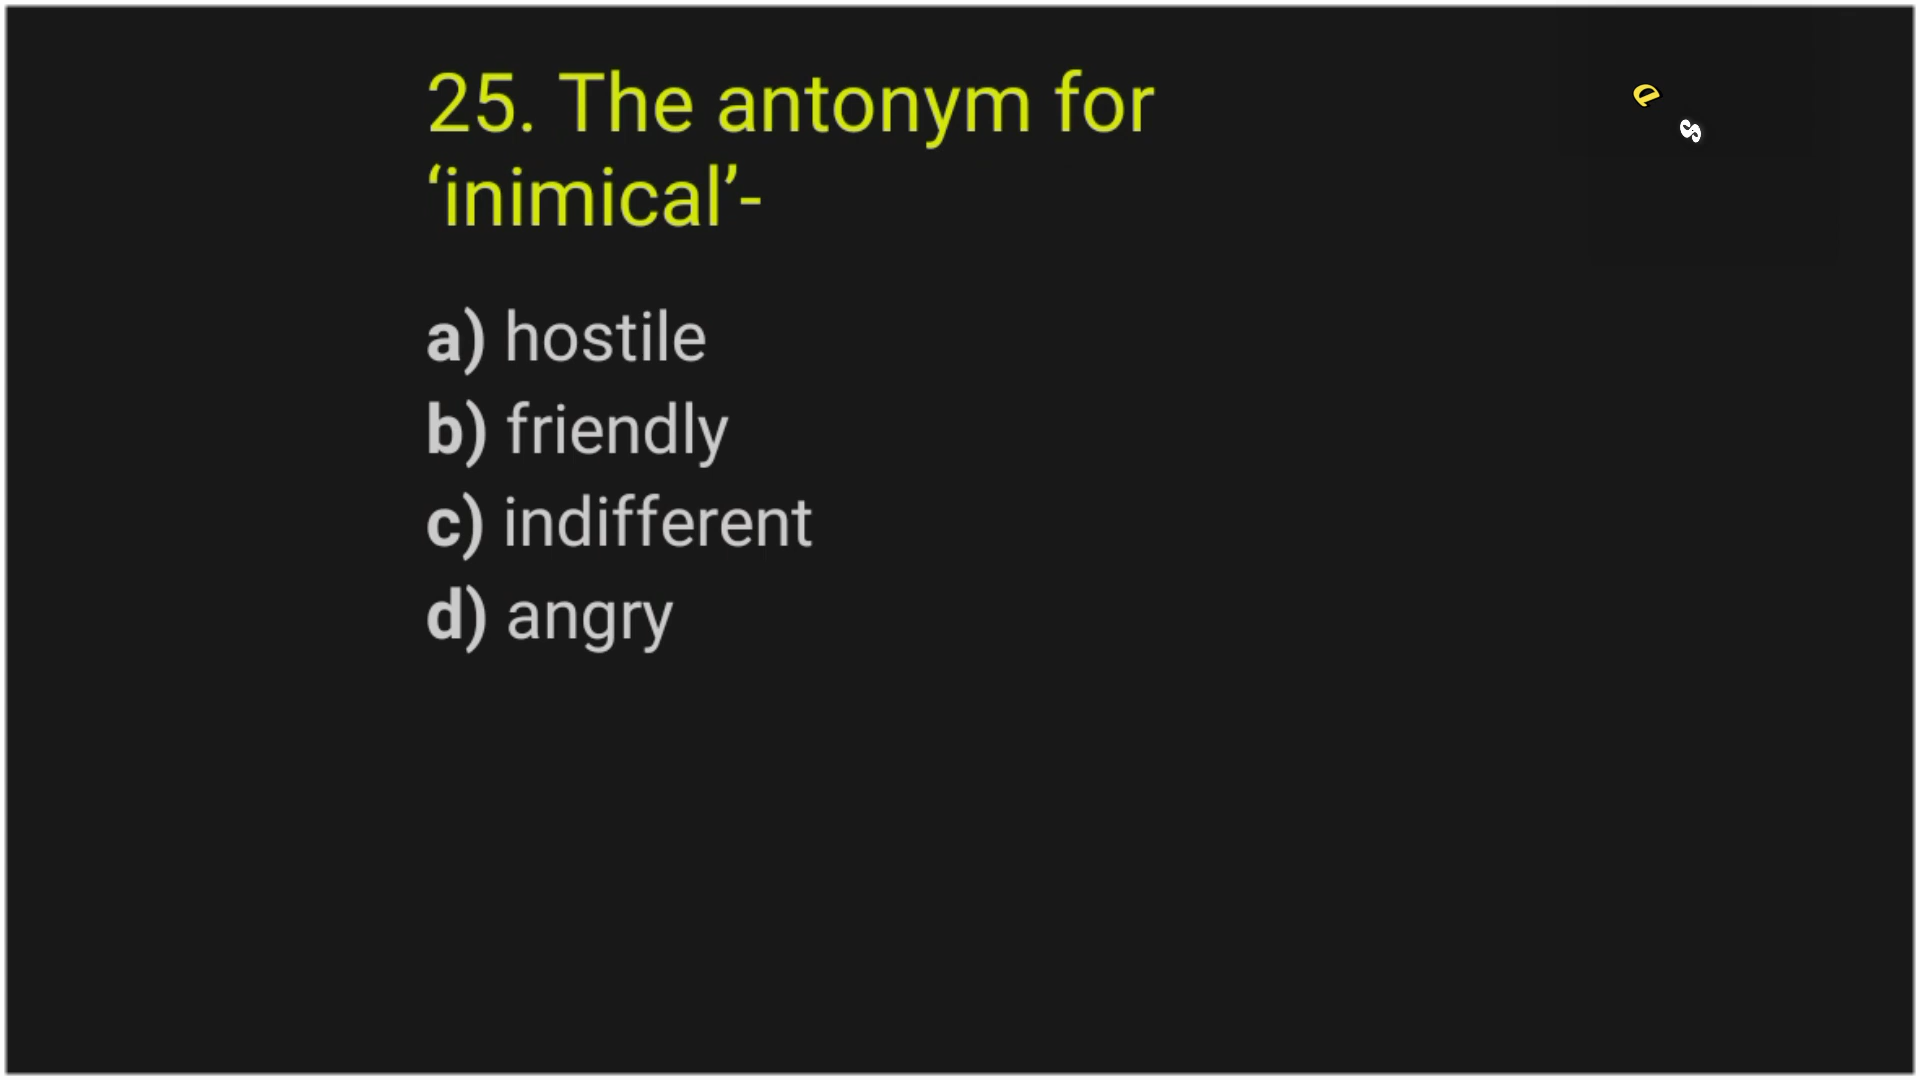 25. The antonym for
‘inimical’-
a) hostile
b) friendly
c) indifferent
d) angry